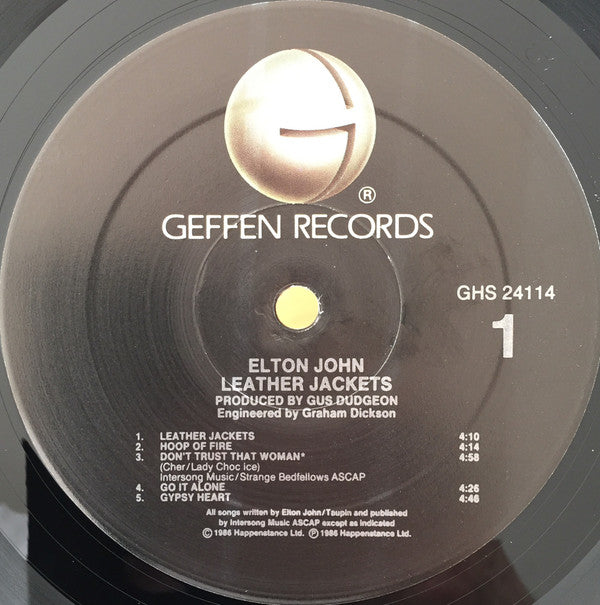 ®
GEFFEN RECORDS
GHS 24114
1
ELTON JOHN
LEATHER JACKETS
PRODUCED BY GUS DUDGEON
Engineered by Graham Dickson
1. LEATHER JACKETS 4:10
2. HOOP OF FIRE 4:14
3. DON'T TRUST THAT WOMAN* 4:58
(Cher/Lady Choc ice)
Intersong Music/Strange Bedfellows ASCAP
4. GO IT ALONE 4:26
5. GYPSY HEART 4:46
All songs written by Elton John/Taupin and published
by Intersong Music ASCAP except as indicated
©1986 Happenstance Ltd. ℗1986 Happenstance Ltd.